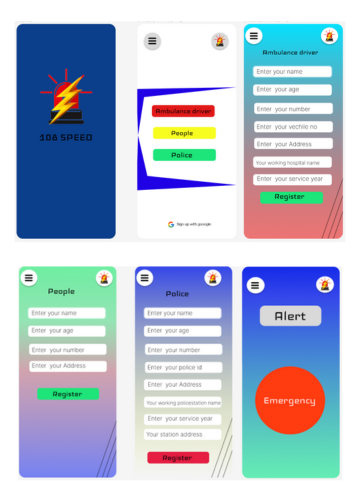 108 SPEED
Ambulance driver
People
Police
Sign up with google
Ambulance driver
Enter your name
Enter your age
Enter your number
Enter your vechile no
Enter your Address
Your working hospital name
Enter your service year
Register
People
Enter your name
Enter your age
Enter your number
Enter your Address
Register
Police
Enter your name
Enter your age
Enter your number
Enter your police id
Enter your Address
Your working policestation name
Enter your service year
Your station address
Register
Alert
Emergency